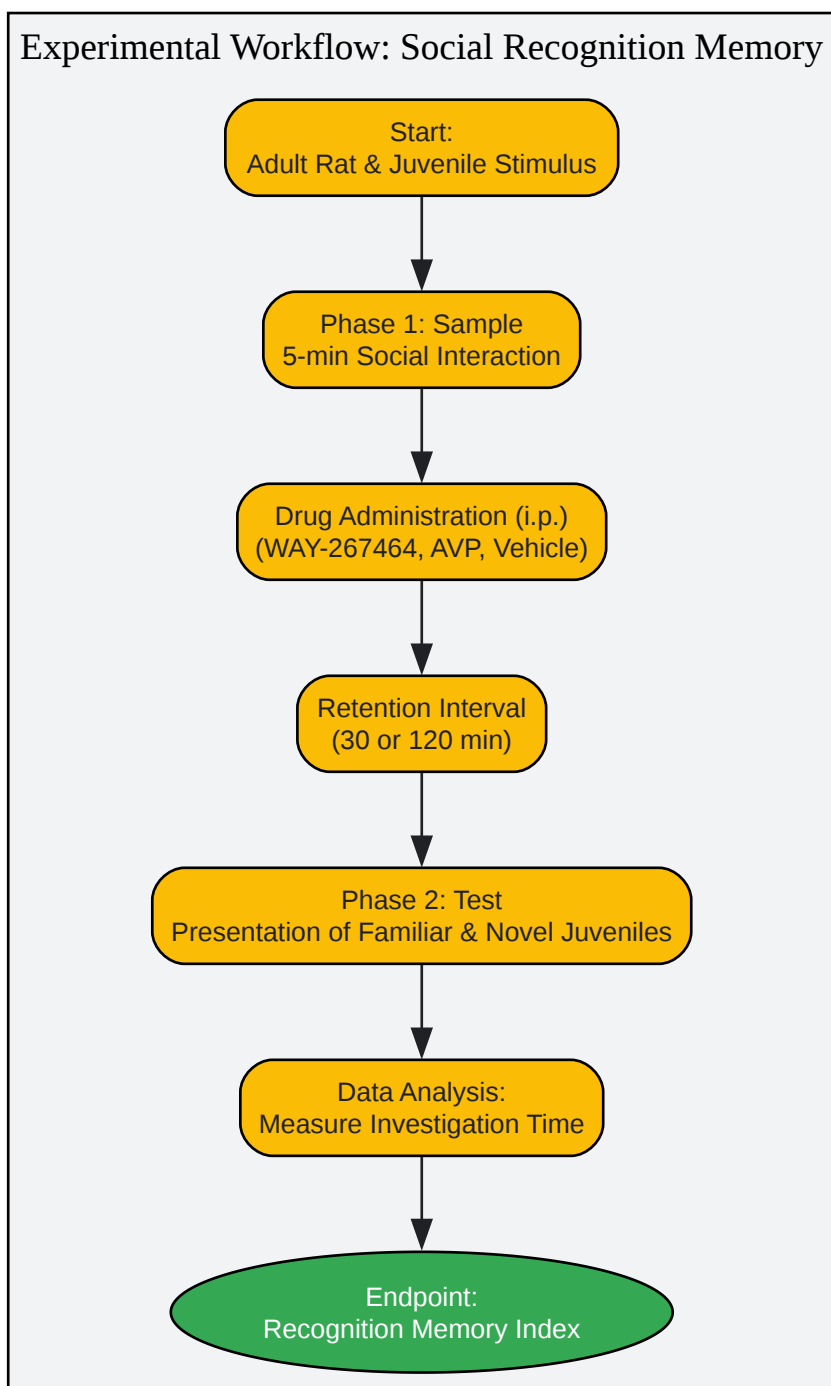 Experimental Workflow: Social Recognition Memory
Start:
Adult Rat & Juvenile Stimulus
Phase 1: Sample
5-min Social Interaction
Drug Administration (i.p.)
(WAY-267464, AVP, Vehicle)
Retention Interval
(30 or 120 min)
Phase 2: Test
Presentation of Familiar & Novel Juveniles
Data Analysis:
Measure Investigation Time
Endpoint:
Recognition Memory Index